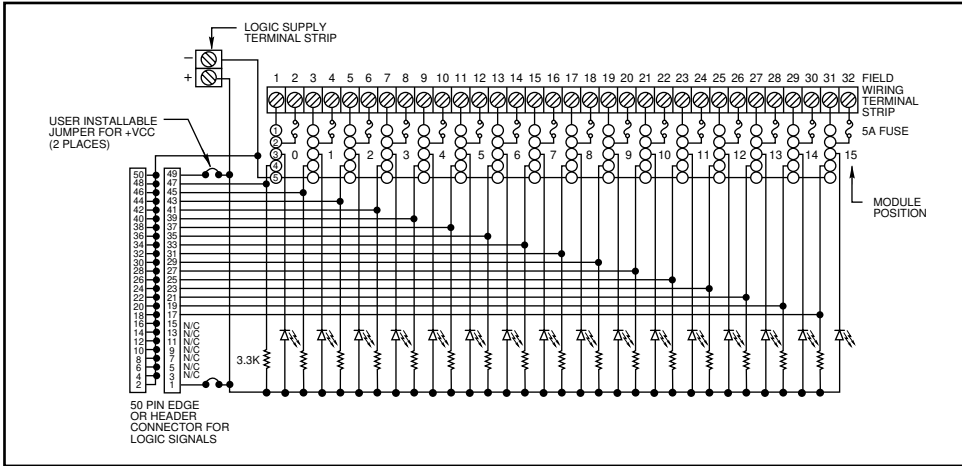 LOGIC SUPPLY
TERMINAL STRIP
−
+
1 2 3 4 5 6 7 8 9 10 11 12 13 14 15 16 17 18 19 20 21 22 23 24 25 26 27 28 29 30 31 32
FIELD
WIRING
TERMINAL
STRIP
5A FUSE
USER INSTALLABLE
JUMPER FOR +VCC
(2 PLACES)
1
2
3
4
5
0 1 2 3 4 5 6 7 8 9 10 11 12 13 14 15
MODULE
POSITION
50 49
48 47
46 45
44 43
42 41
40 39
38 37
36 35
34 33
32 31
30 29
28 27
26 25
24 23
22 21
20 19
18 17
16 15 N/C
14 13 N/C
12 11 N/C
10 9 N/C
8 7 N/C
6 5 N/C
4 3 N/C
2 1
3.3K
50 PIN EDGE
OR HEADER
CONNECTOR FOR
LOGIC SIGNALS